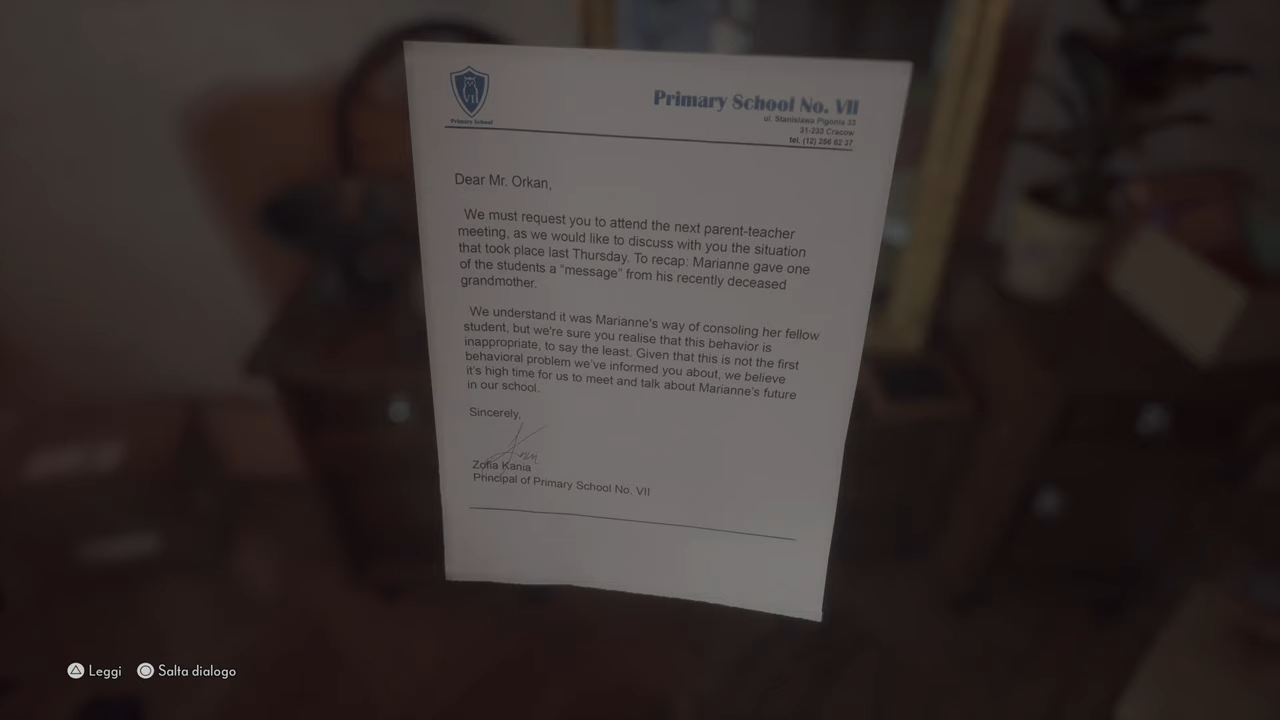 Primary School
Primary School No. VII
ul. Stanisława Pigonia 33
31-233 Cracow
tel. (12) 256 62 37
Dear Mr. Orkan,
We must request you to attend the next parent-teacher
meeting, as we would like to discuss with you the situation
that took place last Thursday. To recap: Marianne gave one
of the students a “message” from his recently deceased
grandmother.
We understand it was Marianne's way of consoling her fellow
student, but we're sure you realise that this behavior is
inappropriate, to say the least. Given that this is not the first
behavioral problem we've informed you about, we believe
it's high time for us to meet and talk about Marianne's future
in our school.
Sincerely,
Zofia Kania
Principal of Primary School No. VII
Leggi
Salta dialogo